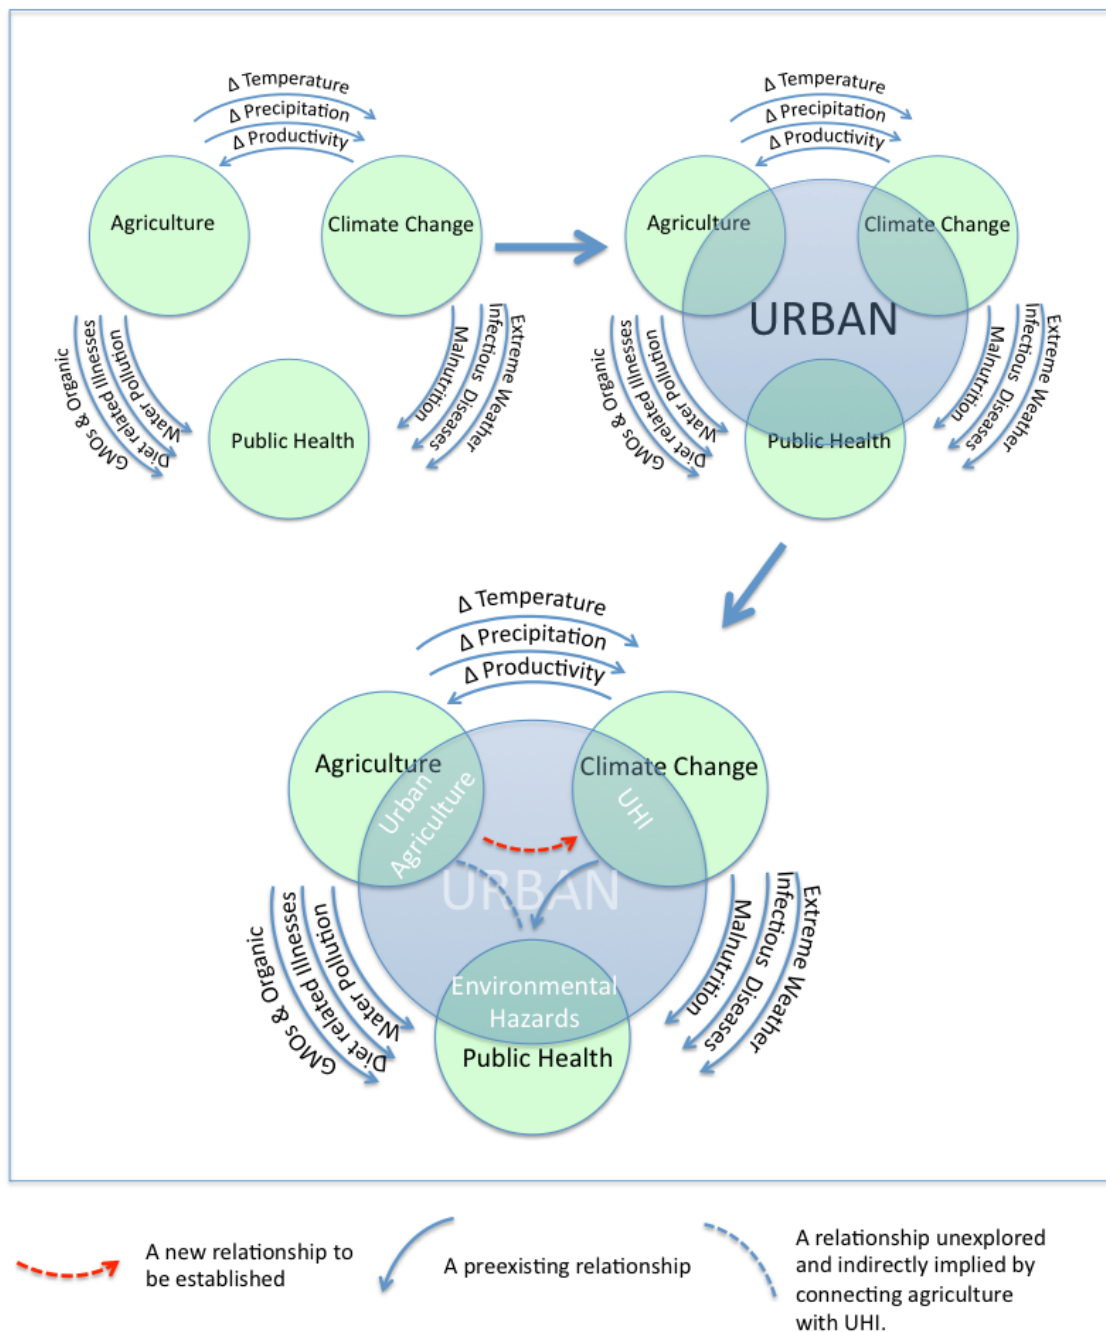 Δ Temperature
Δ Precipitation
Δ Productivity
Agriculture
Climate Change
GMOs & Organic
Diet related Illnesses
Water Pollution
Malnutrition
Infectious Diseases
Extreme Weather
Public Health
Δ Temperature
Δ Precipitation
Δ Productivity
Agriculture
Climate Change
URBAN
GMOs & Organic
Diet related Illnesses
Water Pollution
Malnutrition
Infectious Diseases
Extreme Weather
Public Health
Δ Temperature
Δ Precipitation
Δ Productivity
Agriculture
Climate Change
Urban
Agriculture
UHI
URBAN
GMOs & Organic
Diet related Illnesses
Water Pollution
Malnutrition
Infectious Diseases
Extreme Weather
Environmental
Hazards
Public Health
A new relationship to
be established
A preexisting relationship
A relationship unexplored
and indirectly implied by
connecting agriculture
with UHI.